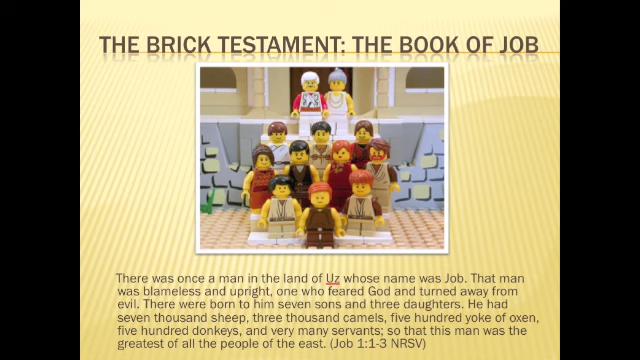 THE BRICK TESTAMENT: THE BOOK OF JOB
There was once a man in the land of Uz whose name was Job. That man
was blameless and upright, one who feared God and turned away from
evil. There were born to him seven sons and three daughters. He had
seven thousand sheep, three thousand camels, five hundred yoke of oxen,
five hundred donkeys, and very many servants; so that this man was the
greatest of all the people of the east. (Job 1:1-3 NRSV)